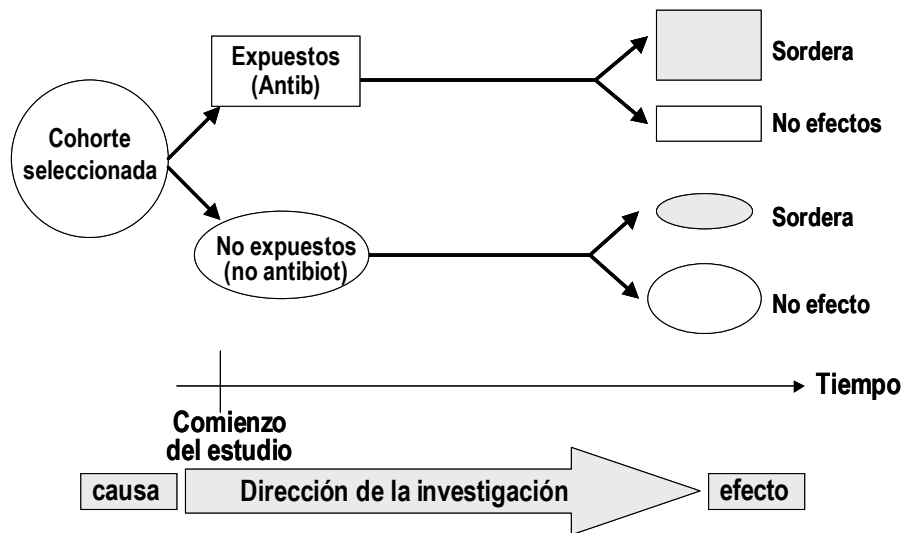 Cohorte
seleccionada
Expuestos
(Antib)
Sordera
No efectos
No expuestos
(no antibiot)
Sordera
No efecto
Tiempo
Comienzo
del estudio
causa
Dirección de la investigación
efecto